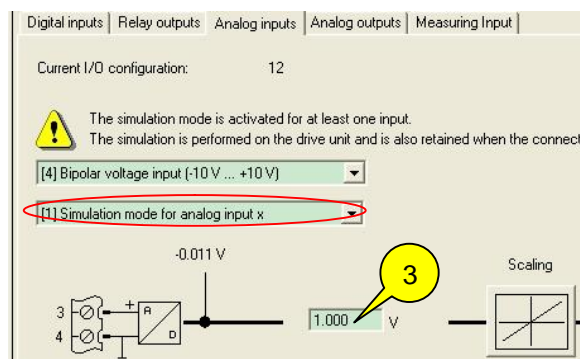 Digital inputs Relay outputs Analog inputs Analog outputs Measuring Input
Current I/O configuration: 12
The simulation mode is activated for at least one input.
The simulation is performed on the drive unit and is also retained when the connect
[4] Bipolar voltage input (-10 V ... +10 V)
[1] Simulation mode for analog input x
-0.011 V
3
Scaling
3 + A
1.000 V
4 D